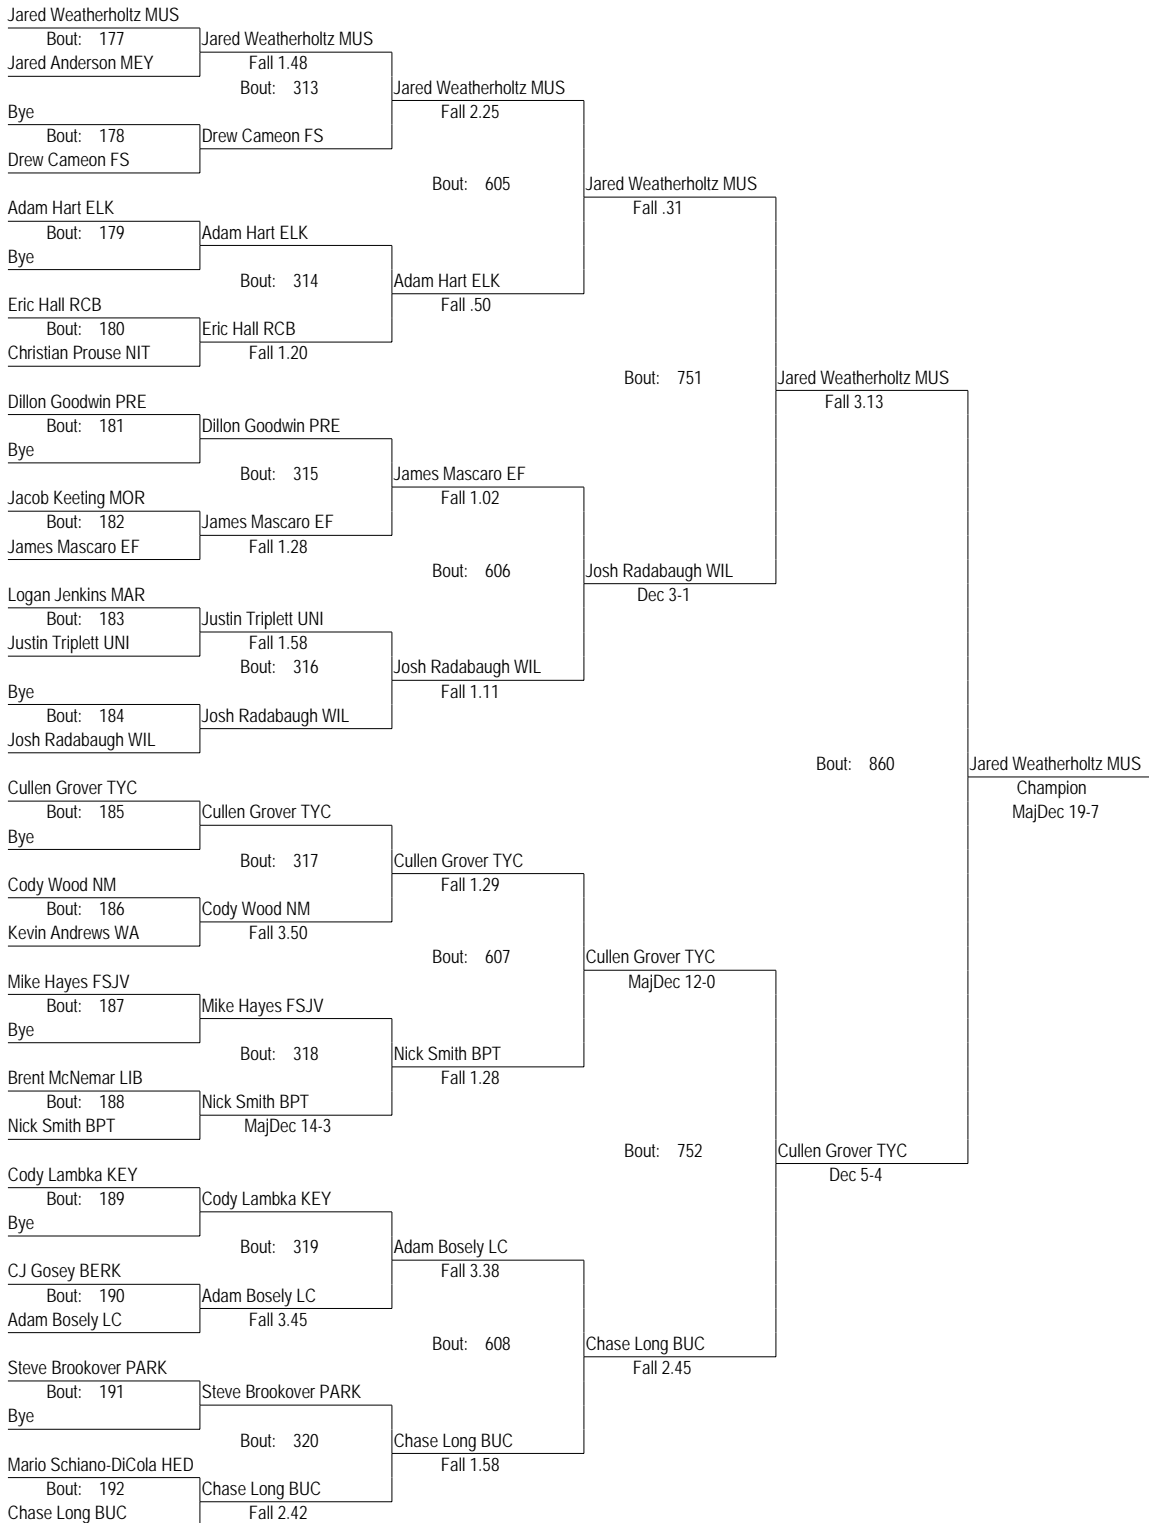 Jared Weatherholtz MUS
Bout: 177
Jared Weatherholtz MUS
Jared Anderson MEY
Fall 1.48
Bout: 313
Jared Weatherholtz MUS
Bye
Fall 2.25
Bout: 178
Drew Cameon FS
Drew Cameon FS
Bout: 605
Jared Weatherholtz MUS
Adam Hart ELK
Fall .31
Bout: 179
Adam Hart ELK
Bye
Bout: 314
Adam Hart ELK
Eric Hall RCB
Fall .50
Bout: 180
Eric Hall RCB
Christian Prouse NIT
Fall 1.20
Bout: 751
Jared Weatherholtz MUS
Dillon Goodwin PRE
Fall 3.13
Bout: 181
Dillon Goodwin PRE
Bye
Bout: 315
James Mascaro EF
Jacob Keeting MOR
Fall 1.02
Bout: 182
James Mascaro EF
James Mascaro EF
Fall 1.28
Bout: 606
Josh Radabaugh WIL
Logan Jenkins MAR
Dec 3-1
Bout: 183
Justin Triplett UNI
Justin Triplett UNI
Fall 1.58
Bout: 316
Josh Radabaugh WIL
Bye
Fall 1.11
Bout: 184
Josh Radabaugh WIL
Josh Radabaugh WIL
Bout: 860
Jared Weatherholtz MUS
Cullen Grover TYC
Champion
Bout: 185
Cullen Grover TYC
MajDec 19-7
Bye
Bout: 317
Cullen Grover TYC
Cody Wood NM
Fall 1.29
Bout: 186
Cody Wood NM
Kevin Andrews WA
Fall 3.50
Bout: 607
Cullen Grover TYC
Mike Hayes FSJV
MajDec 12-0
Bout: 187
Mike Hayes FSJV
Bye
Bout: 318
Nick Smith BPT
Brent McNemar LIB
Fall 1.28
Bout: 188
Nick Smith BPT
Nick Smith BPT
MajDec 14-3
Bout: 752
Cullen Grover TYC
Cody Lambka KEY
Dec 5-4
Bout: 189
Cody Lambka KEY
Bye
Bout: 319
Adam Bosely LC
CJ Gosey BERK
Fall 3.38
Bout: 190
Adam Bosely LC
Adam Bosely LC
Fall 3.45
Bout: 608
Chase Long BUC
Steve Brookover PARK
Fall 2.45
Bout: 191
Steve Brookover PARK
Bye
Bout: 320
Chase Long BUC
Mario Schiano-DiCola HED
Fall 1.58
Bout: 192
Chase Long BUC
Chase Long BUC
Fall 2.42